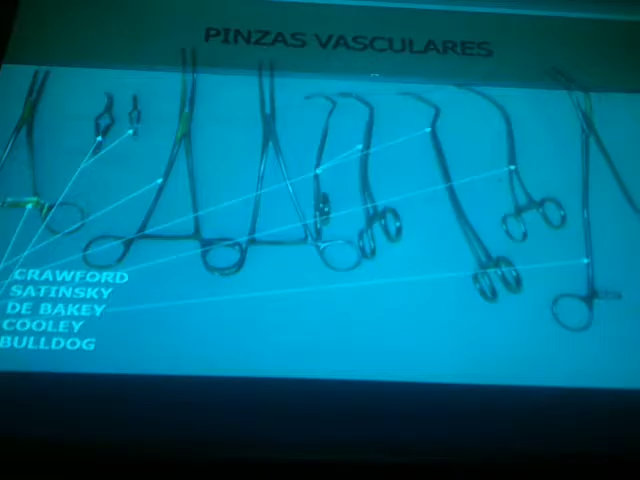 PINZAS VASCULARES
CRAWFORD
SATINSKY
DE BAKEY
COOLEY
BULLDOG